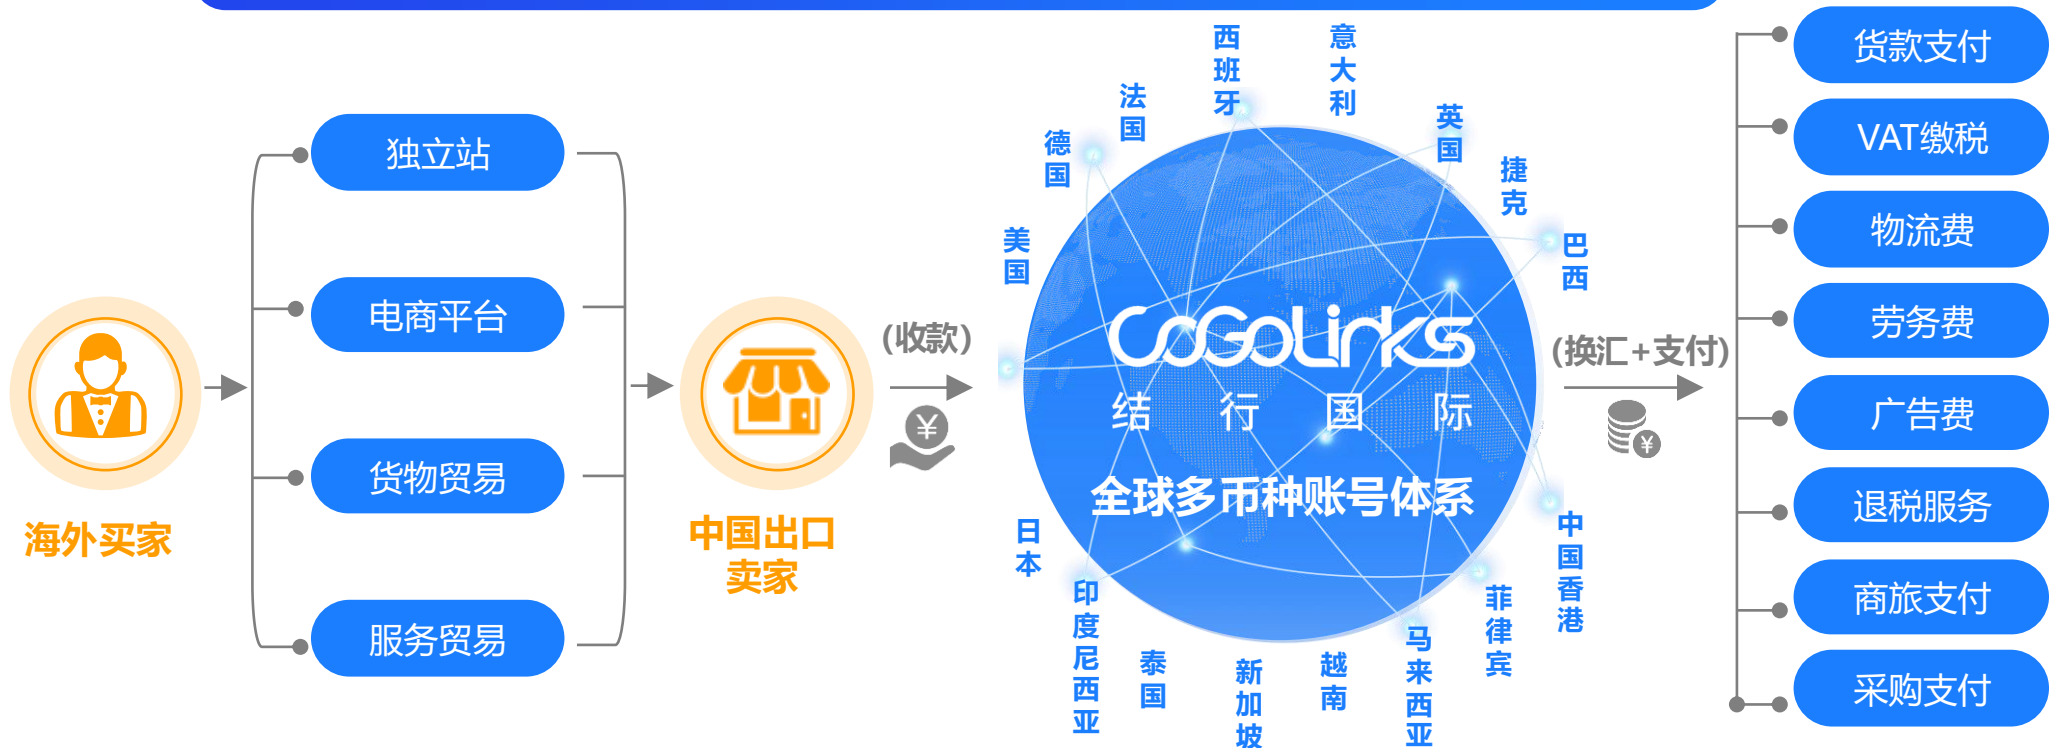 海外买家
独立站
电商平台
货物贸易
服务贸易
中国出口
卖家
(收款)
美国
德国
法国
西班牙
意大利
英国
捷克
巴西
CoGoLinks
结行国际
全球多币种账号体系
日本
印度尼西亚
泰国
新加坡
越南
马来西亚
菲律宾
中国香港
(换汇+支付)
货款支付
VAT缴税
物流费
劳务费
广告费
退税服务
商旅支付
采购支付